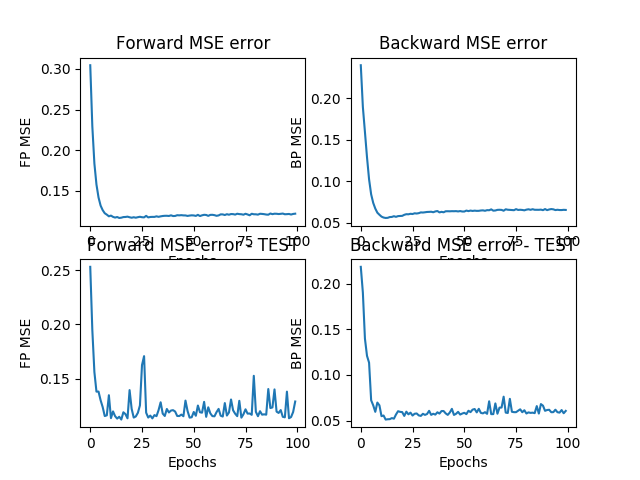 Forward MSE error
Backward MSE error
FP MSE
0.30
0.25
0.20
0.15
0 25 50 75 100
Epochs
BP MSE
0.20
0.15
0.10
0.05
0 25 50 75 100
Epochs
Forward MSE error - TEST
Backward MSE error - TEST
FP MSE
0.25
0.20
0.15
0 25 50 75 100
Epochs
BP MSE
0.20
0.15
0.10
0.05
0 25 50 75 100
Epochs